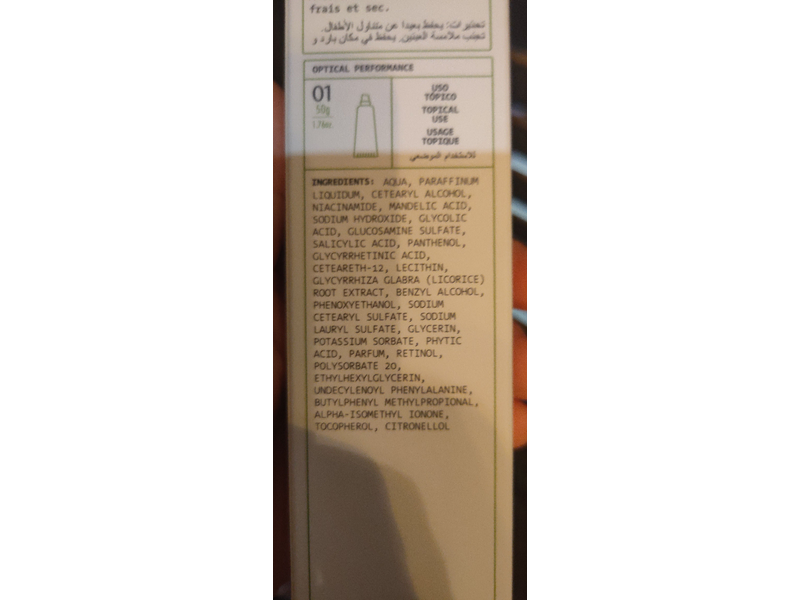 frais et sec.
تحذيرات: يحفظ بعيدا عن متناول الأطفال.
تجنب ملامسة العينين. يحفظ في مكان بارد و
OPTICAL PERFORMANCE
01
50g
1.76oz.
USO
TÓPICO
TOPICAL
USE
USAGE
TOPIQUE
للاستخدام الموضعي
INGREDIENTS: AQUA, PARAFFINUM
LIQUIDUM, CETEARYL ALCOHOL,
NIACINAMIDE, MANDELIC ACID,
SODIUM HYDROXIDE, GLYCOLIC
ACID, GLUCOSAMINE SULFATE,
SALICYLIC ACID, PANTHENOL,
GLYCYRRHETINIC ACID,
CETEARETH-12, LECITHIN,
GLYCYRRHIZA GLABRA (LICORICE)
ROOT EXTRACT, BENZYL ALCOHOL,
PHENOXYETHANOL, SODIUM
CETEARYL SULFATE, SODIUM
LAURYL SULFATE, GLYCERIN,
POTASSIUM SORBATE, PHYTIC
ACID, PARFUM, RETINOL,
POLYSORBATE 20,
ETHYLHEXYLGLYCERIN,
UNDECYLENOYL PHENYLALANINE,
BUTYLPHENYL METHYLPROPIONAL,
ALPHA-ISOMETHYL IONONE,
TOCOPHEROL, CITRONELLOL